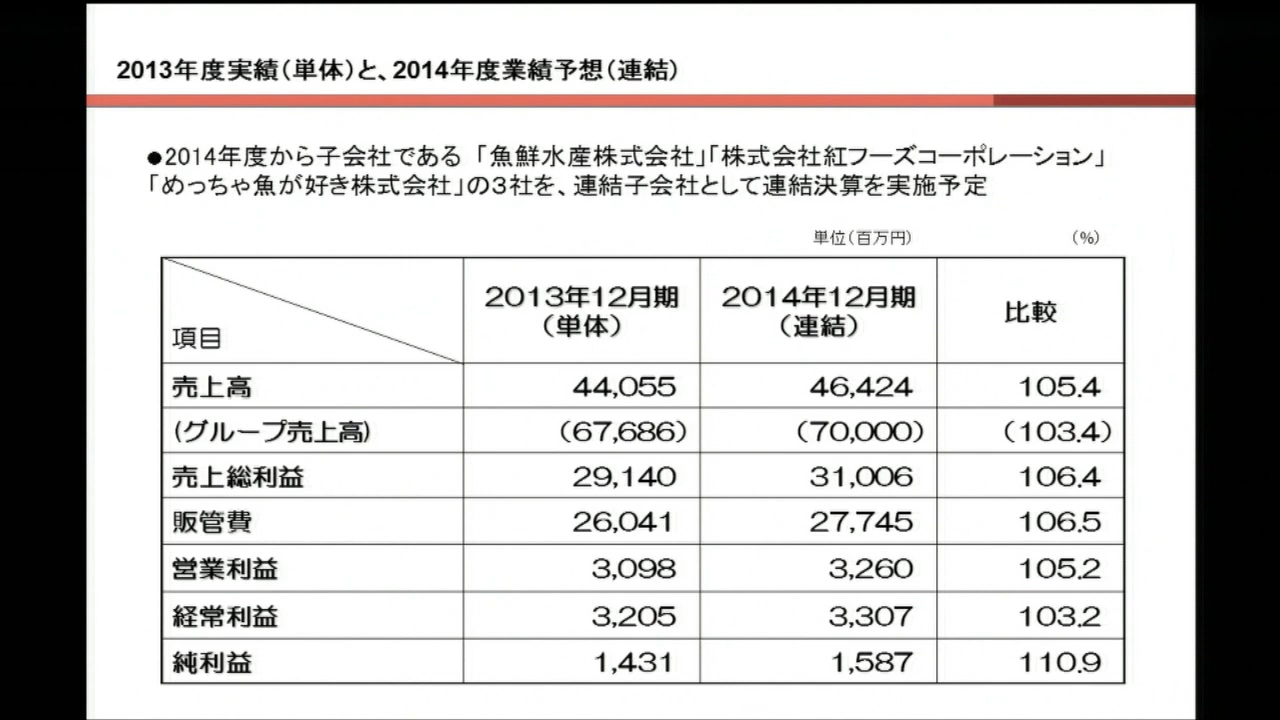 2013年度実績（単体）と、2014年度業績予想（連結）
●2014年度から子会社である 「魚鮮水産株式会社」「株式会社紅フーズコーポレーション」
「めっちゃ魚が好き株式会社」の３社を、連結子会社として連結決算を実施予定
単位（百万円） （%）
項目 2013年12月期（単体） 2014年12月期（連結） 比較
売上高 44,055 46,424 105.4
(グループ売上高) （67,686） （70,000） （103.4）
売上総利益 29,140 31,006 106.4
販管費 26,041 27,745 106.5
営業利益 3,098 3,260 105.2
経常利益 3,205 3,307 103.2
純利益 1,431 1,587 110.9